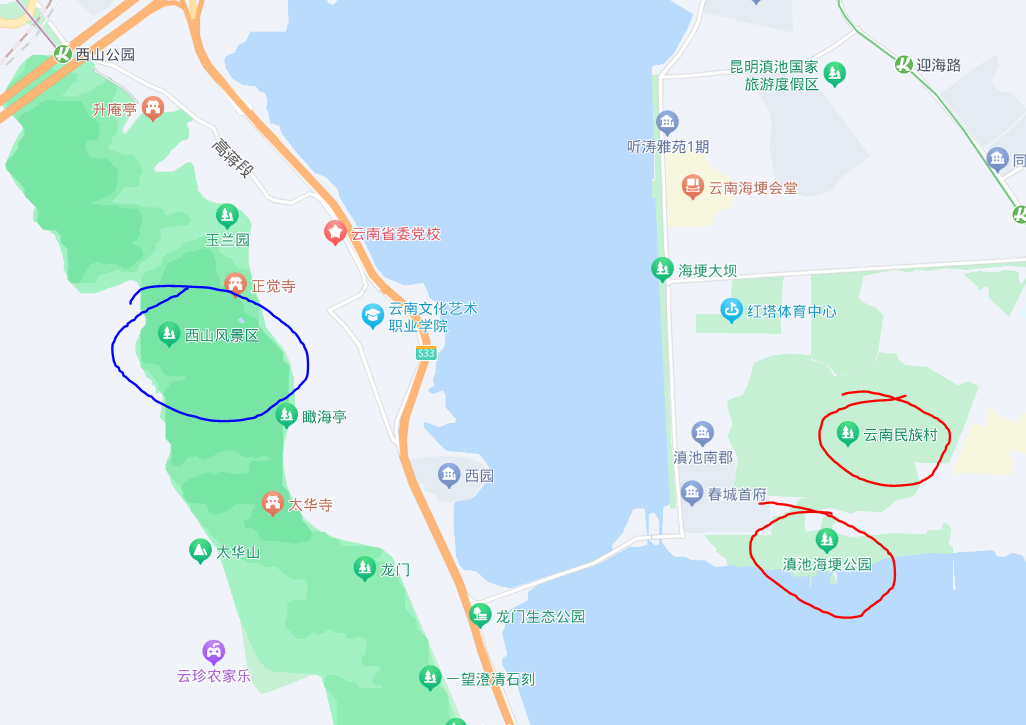 西山公园
昆明滇池国家
旅游度假区
迎海路
升庵亭
高蒋段
听涛雅苑1期
同
云南海埂会堂
玉兰园
云南省委党校
海埂大坝
正觉寺
云南文化艺术
职业学院
红塔体育中心
西山风景区
S33
瞰海亭
云南民族村
滇池南郡
西园
春城首府
太华寺
太华山
龙门
滇池海埂公园
龙门生态公园
云珍农家乐
一望澄清石刻